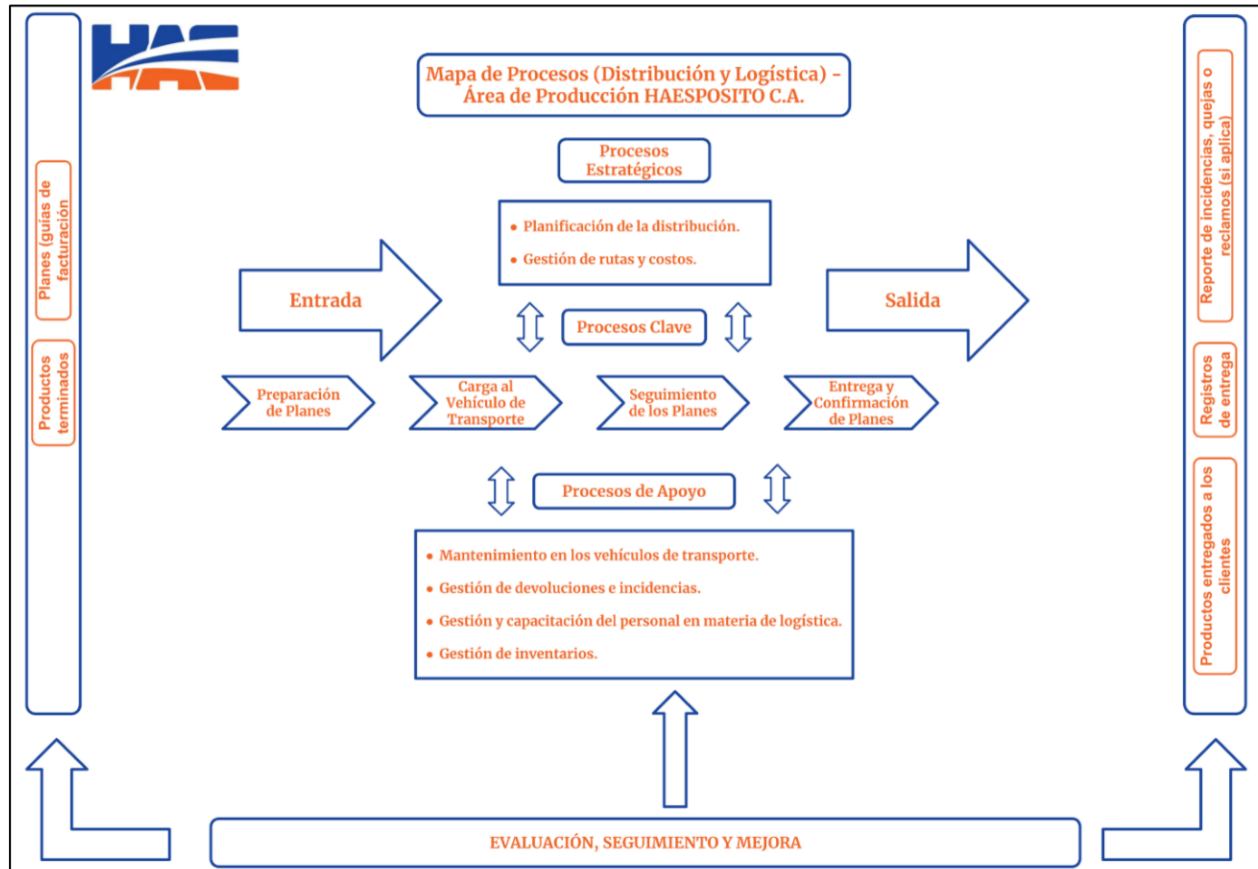 HAE
Mapa de Procesos (Distribución y Logística) -
Área de Producción HAESPOSITO C.A.
Planes (guías de
facturación
Productos
terminados
Procesos
Estratégicos
• Planificación de la distribución.
• Gestión de rutas y costos.
Entrada
Salida
Procesos Clave
Preparación
de Planes
Carga al
Vehículo de
Transporte
Seguimiento
de los Planes
Entrega y
Confirmación
de Planes
Procesos de Apoyo
• Mantenimiento en los vehículos de transporte.
• Gestión de devoluciones e incidencias.
• Gestión y capacitación del personal en materia de logística.
• Gestión de inventarios.
Reporte de incidencias, quejas o
reclamos (si aplica)
Registros
de entrega
Productos entregados a los
clientes
EVALUACIÓN, SEGUIMIENTO Y MEJORA